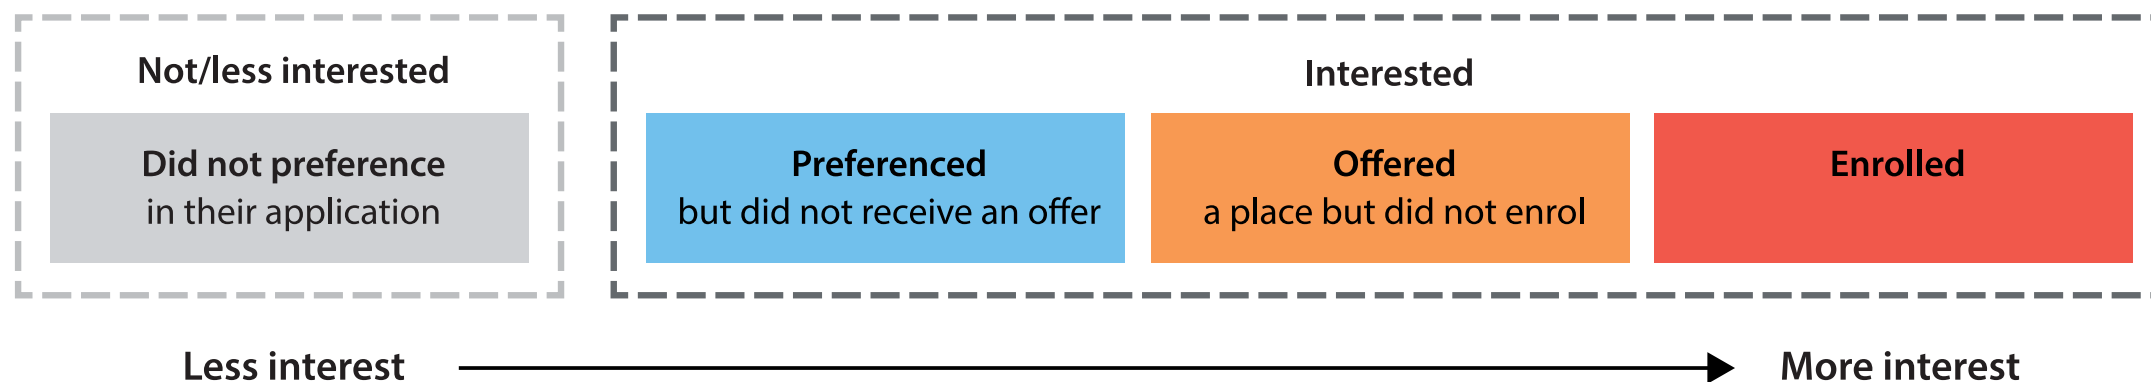 Not/less interested
Did not preference
in their application
Interested
Preferenced
but did not receive an offer
Offered
a place but did not enrol
Enrolled
Less interest
More interest